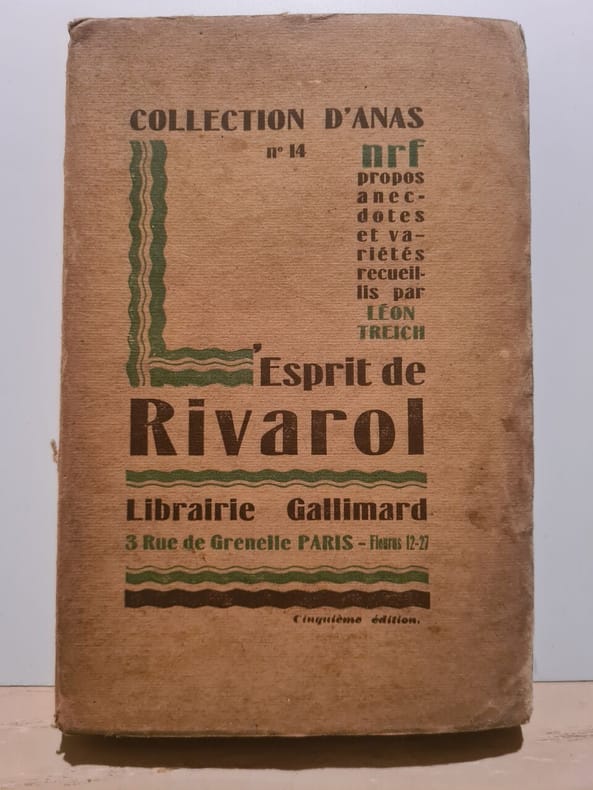 COLLECTION D'ANAS
nº 14
nrf
propos
anec-
dotes
et va-
riétés
recueil-
lis par
LÉON
TREICH
L'Esprit de
Rivarol
Librairie Gallimard
3 Rue de Grenelle PARIS - Fleurus 12-27
Cinquième édition.